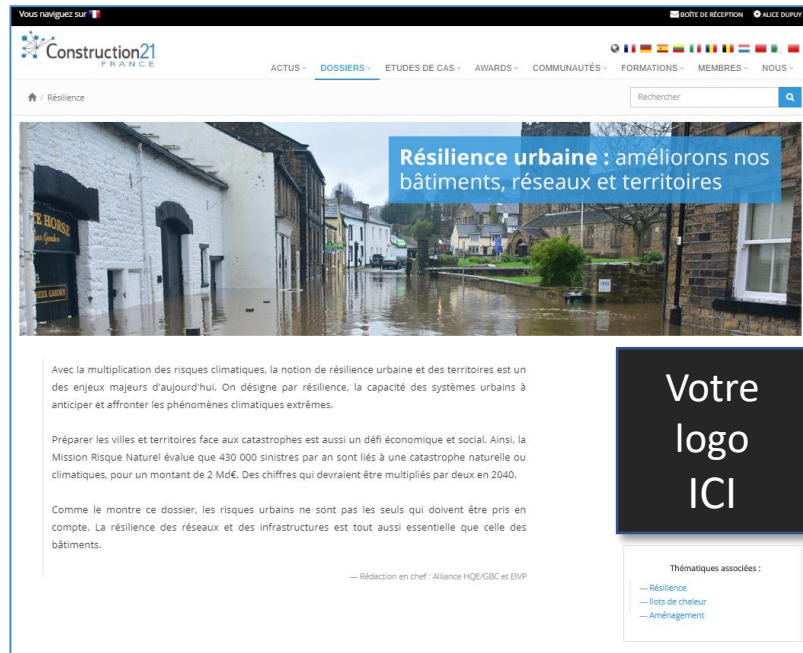 Vous naviguez sur
BOÎTE DE RÉCEPTION ALICE DUPUY
Construction21
FRANCE
ACTUS DOSSIERS ETUDES DE CAS AWARDS COMMUNAUTÉS FORMATIONS MEMBRES NOUS
/ Résilience
Rechercher
Résilience urbaine : améliorons nos
bâtiments, réseaux et territoires
Avec la multiplication des risques climatiques, la notion de résilience urbaine et des territoires est un
des enjeux majeurs d'aujourd'hui. On désigne par résilience, la capacité des systèmes urbains à
anticiper et affronter les phénomènes climatiques extrêmes.
Préparer les villes et territoires face aux catastrophes est aussi un défi économique et social. Ainsi, la
Mission Risque Naturel évalue que 430 000 sinistres par an sont liés à une catastrophe naturelle ou
climatiques, pour un montant de 2 Md€. Des chiffres qui devraient être multipliés par deux en 2040.
Comme le montre ce dossier, les risques urbains ne sont pas les seuls qui doivent être pris en
compte. La résilience des réseaux et des infrastructures est tout aussi essentielle que celle des
bâtiments.
— Rédaction en chef : Alliance HQE/GBC et EIVP
Votre
logo
ICI
Thématiques associées :
— Résilience
— Ilots de chaleur
— Aménagement